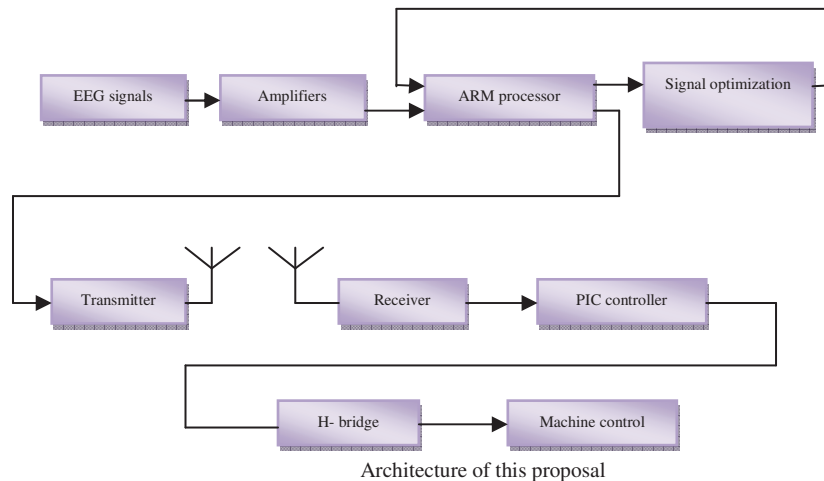 EEG signals
Amplifiers
ARM processor
Signal optimization
Transmitter
Receiver
PIC controller
H- bridge
Machine control
Architecture of this proposal